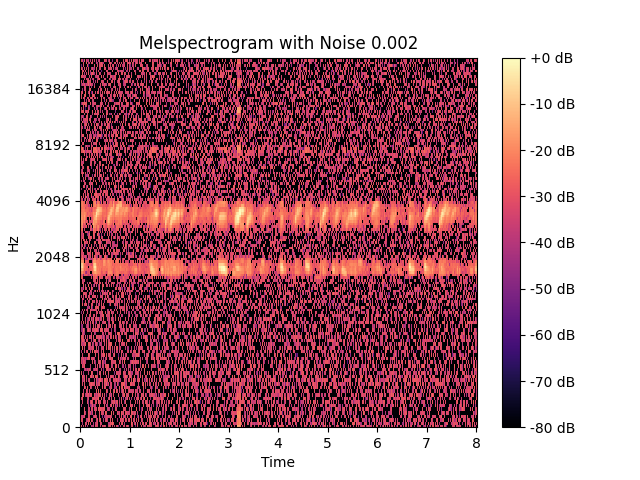 Melspectrogram with Noise 0.002
Hz
16384
8192
4096
2048
1024
512
0
0 1 2 3 4 5 6 7 8
Time
+0 dB
-10 dB
-20 dB
-30 dB
-40 dB
-50 dB
-60 dB
-70 dB
-80 dB